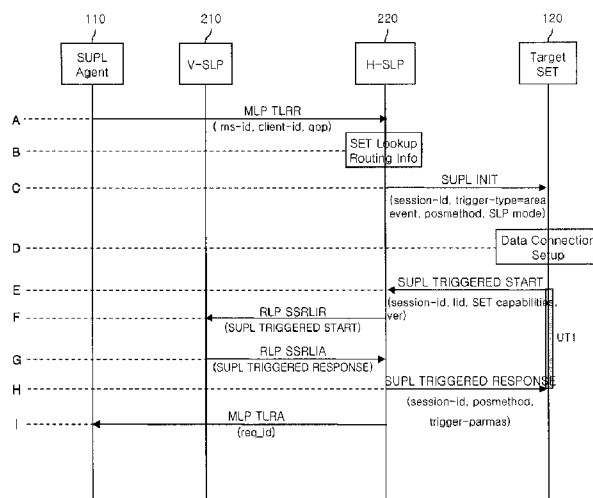 110
210
220
120
SUPL Agent
V-SLP
H-SLP
Target SET
A
MLP TLRR
( ms-id, client-id, qop)
B
SET Lookup
Routing Info
C
SUPL INIT
(session-id, trigger-type=area
event, posmethod, SLP mode)
D
Data Connection
Setup
E
SUPL TRIGGERED START
(session-id, lid, SET capabilities,
ver)
F
RLP SSRLIR
(SUPL TRIGGERED START)
UT1
G
RLP SSRLIA
(SUPL TRIGGERED RESPONSE)
H
SUPL TRIGGERED RESPONSE
(session-id, posmethod,
trigger-parmas)
I
MLP TLRA
(req_id)